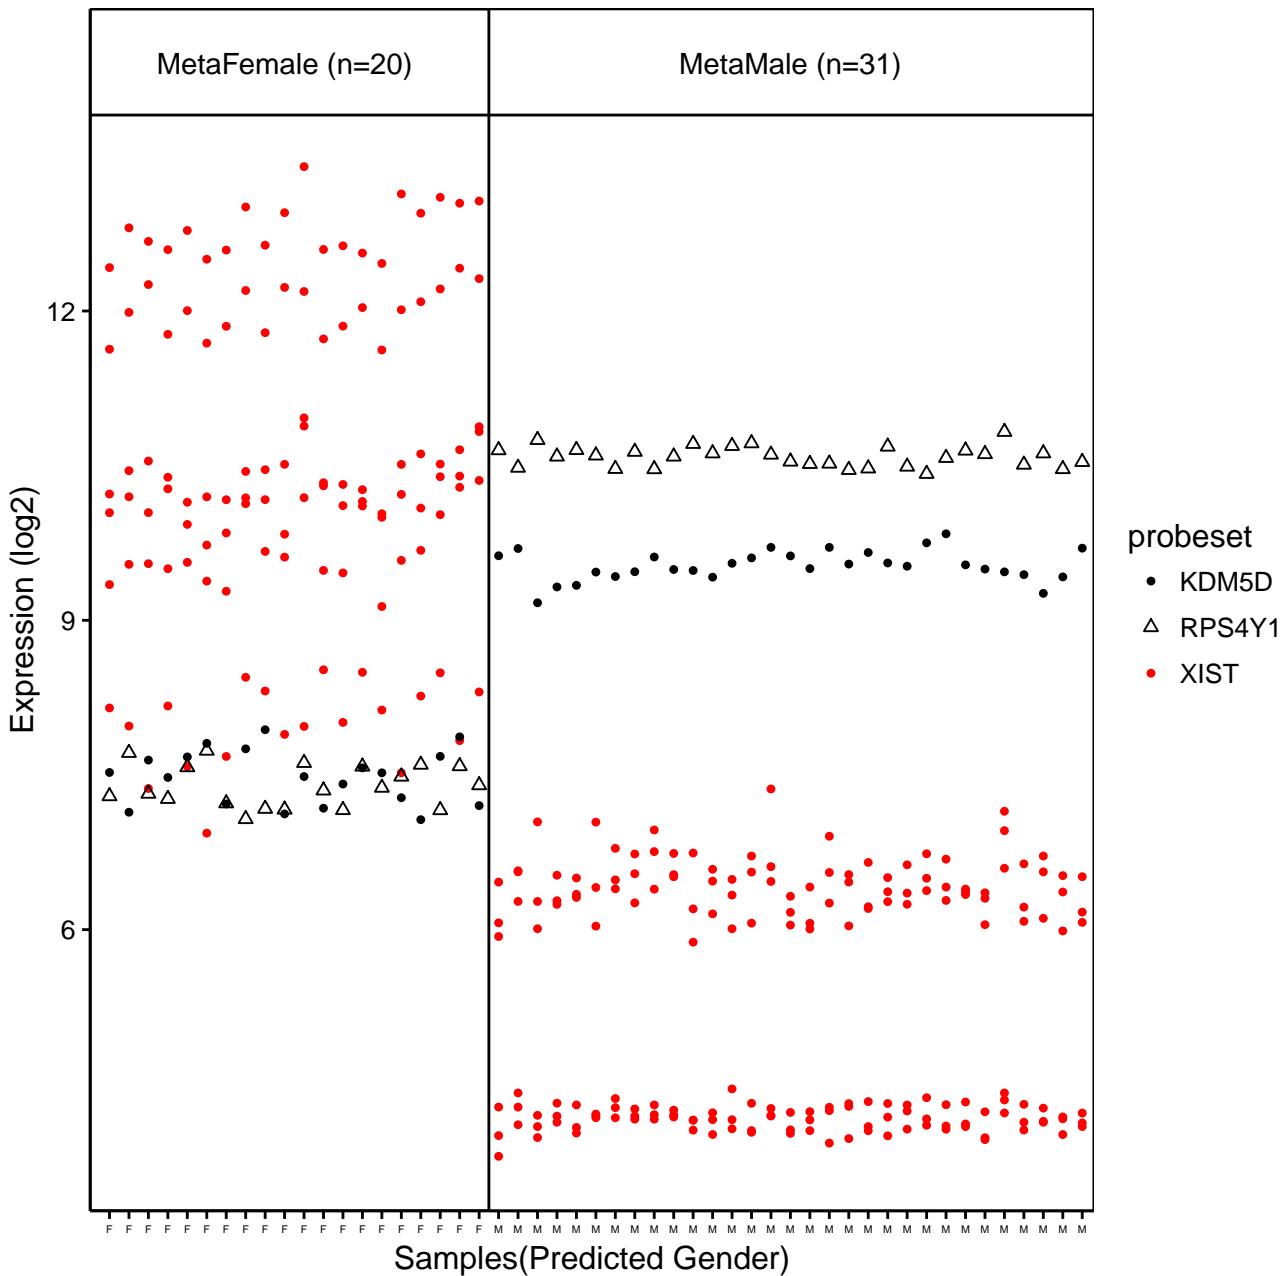 MetaFemale (n=20) MetaMale (n=31)
12
9
6
Expression (log2)
F F F F F F F F F F F F F F F F F F F F M M M M M M M M M M M M M M M M M M M M M M M M M M M M M M M
Samples(Predicted Gender)
probeset
KDM5D
RPS4Y1
XIST